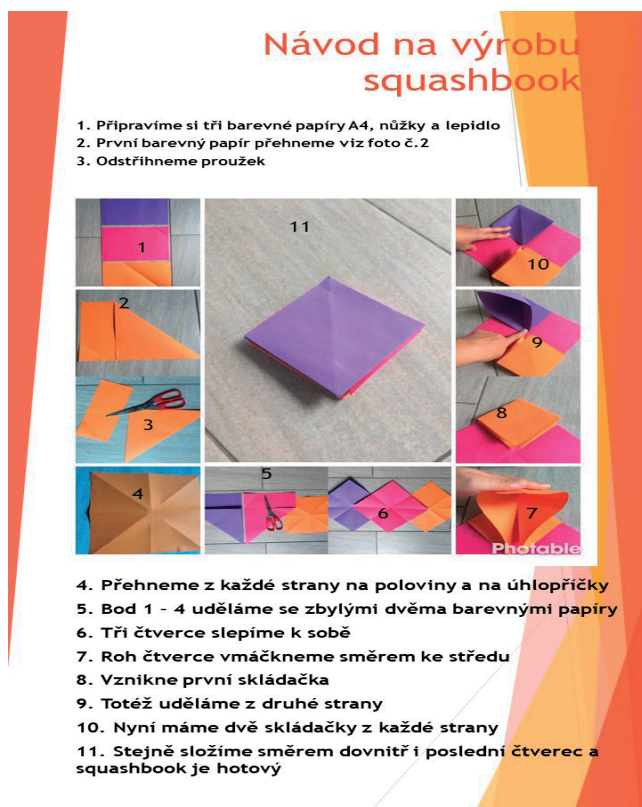 Návod na výrobu
squashbook
1. Připravíme si tři barevné papíry A4, nůžky a lepidlo
2. První barevný papír přehneme viz foto č.2
3. Odstřihneme proužek
1
11
10
2
9
3
8
4
5
6
7
Photable
4. Přehneme z každé strany na poloviny a na úhlopříčky
5. Bod 1 - 4 uděláme se zbylými dvěma barevnými papíry
6. Tři čtverce slepíme k sobě
7. Roh čtverce vmáčkneme směrem ke středu
8. Vznikne první skládačka
9. Totéž uděláme z druhé strany
10. Nyní máme dvě skládačky z každé strany
11. Stejně složíme směrem dovnitř i poslední čtverec a
squashbook je hotový